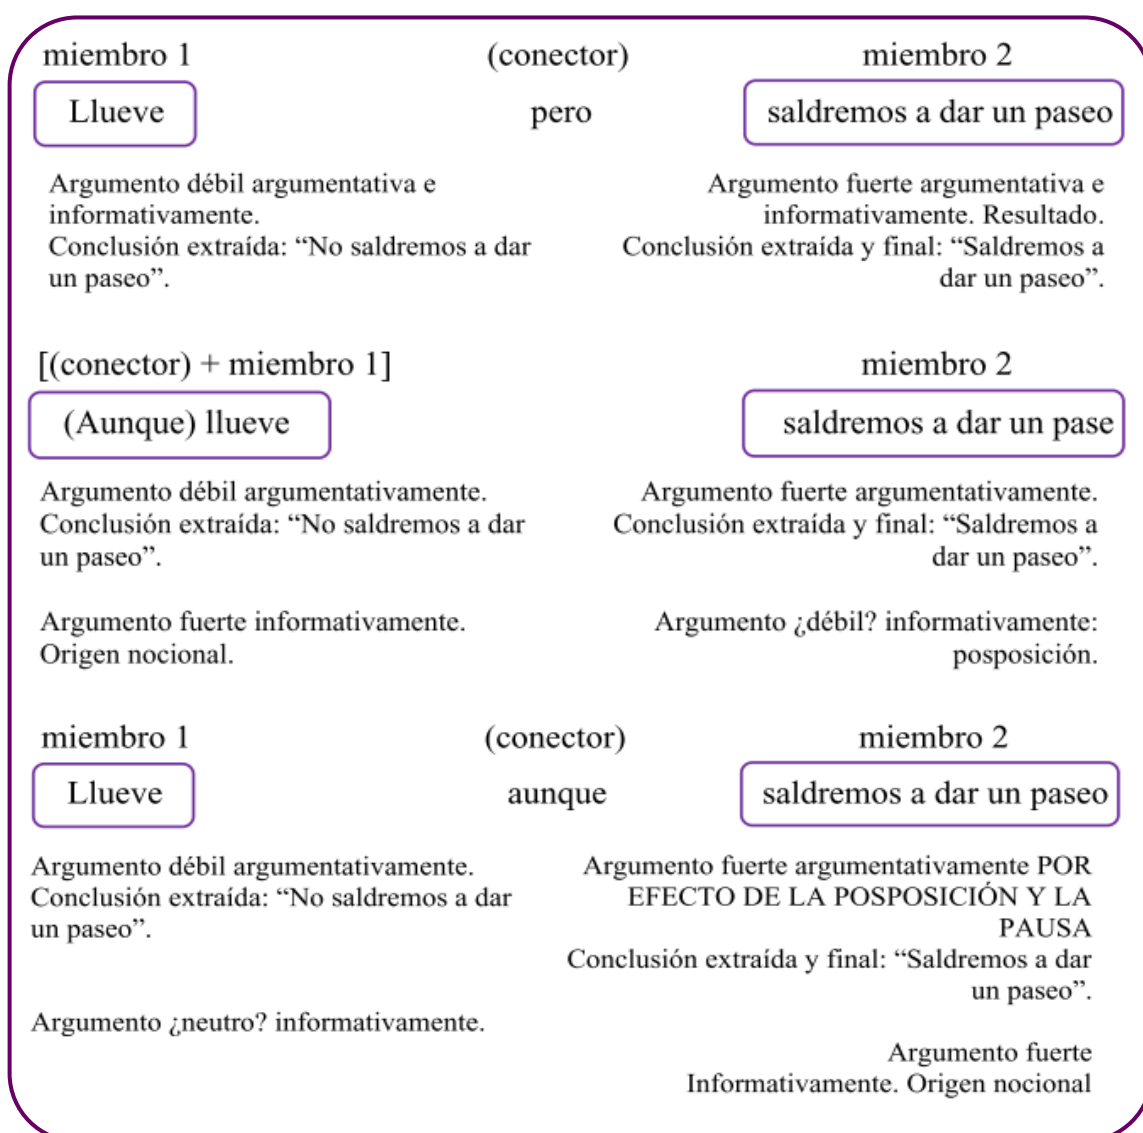 miembro 1 (conector) miembro 2
Llueve pero saldremos a dar un paseo
Argumento débil argumentativa e
informativamente.
Conclusión extraída: “No saldremos a dar
un paseo”.
Argumento fuerte argumentativa e
informativamente. Resultado.
Conclusión extraída y final: “Saldremos a
dar un paseo”.
[(conector) + miembro 1] miembro 2
(Aunque) llueve saldremos a dar un pase
Argumento débil argumentativamente.
Conclusión extraída: “No saldremos a dar
un paseo”.
Argumento fuerte informativamente.
Origen nocional.
Argumento fuerte argumentativamente.
Conclusión extraída y final: “Saldremos a
dar un paseo”.
Argumento ¿débil? informativamente:
posposición.
miembro 1 (conector) miembro 2
Llueve aunque saldremos a dar un paseo
Argumento débil argumentativamente.
Conclusión extraída: “No saldremos a dar
un paseo”.
Argumento ¿neutro? informativamente.
Argumento fuerte argumentativamente POR
EFECTO DE LA POSPOSICIÓN Y LA
PAUSA
Conclusión extraída y final: “Saldremos a dar
un paseo”.
Argumento fuerte
Informativamente. Origen nocional